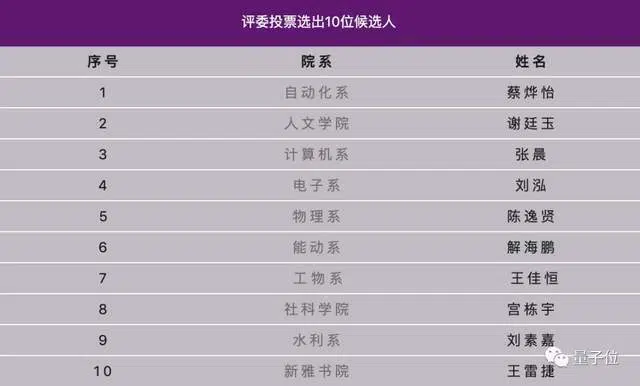 评委投票选出10位候选人
序号 院系 姓名
1 自动化系 蔡烨怡
2 人文学院 谢廷玉
3 计算机系 张晨
4 电子系 刘泓
5 物理系 陈逸贤
6 能动系 解海鹏
7 工物系 王佳恒
8 社科学院 宫栋宇
9 水利系 刘素嘉
10 新雅书院 王雷捷
量子位